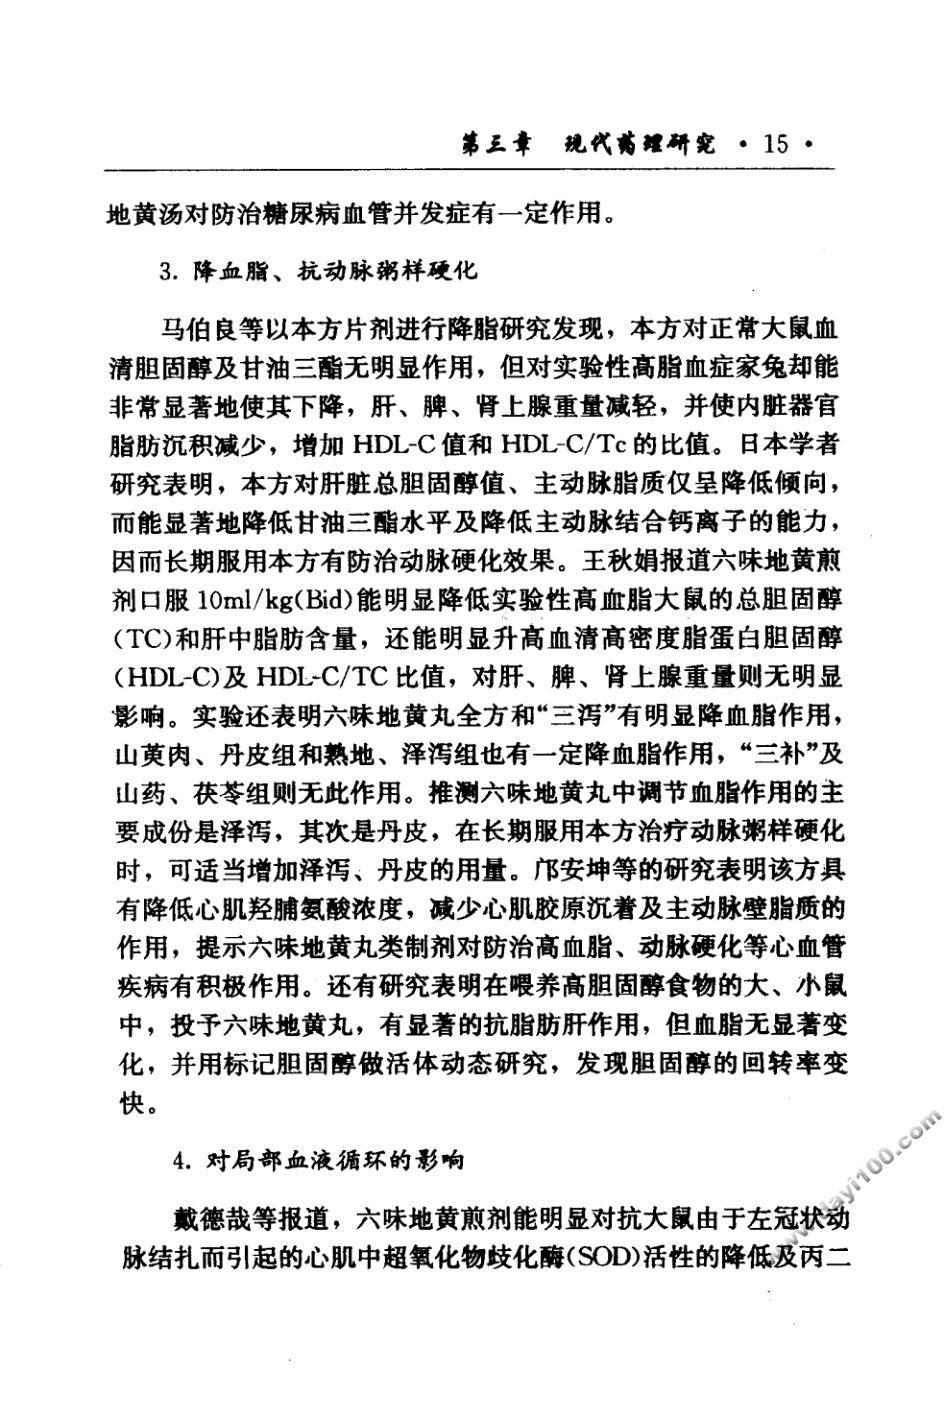 第三章 现代药理研究 · 15 ·
地黄汤对防治糖尿病血管并发症有一定作用。
3. 降血脂、抗动脉粥样硬化
马伯良等以本方片剂进行降脂研究发现，本方对正常大鼠血
清胆固醇及甘油三酯无明显作用，但对实验性高脂血症家兔却能
非常显著地使其下降，肝、脾、肾上腺重量减轻，并使内脏器官
脂肪沉积减少，增加 HDL-C 值和 HDL-C/Tc 的比值。日本学者
研究表明，本方对肝脏总胆固醇值、主动脉脂质仅呈降低倾向，
而能显著地降低甘油三酯水平及降低主动脉结合钙离子的能力，
因而长期服用本方有防治动脉硬化效果。王秋娟报道六味地黄煎
剂口服 10ml/kg(Bid)能明显降低实验性高血脂大鼠的总胆固醇
(TC)和肝中脂肪含量，还能明显升高血清高密度脂蛋白胆固醇
(HDL-C)及 HDL-C/TC 比值，对肝、脾、肾上腺重量则无明显
影响。实验还表明六味地黄丸全方和“三泻”有明显降血脂作用，
山萸肉、丹皮组和熟地、泽泻组也有一定降血脂作用，“三补”及
山药、茯苓组则无此作用。推测六味地黄丸中调节血脂作用的主
要成份是泽泻，其次是丹皮，在长期服用本方治疗动脉粥样硬化
时，可适当增加泽泻、丹皮的用量。邝安坤等的研究表明该方具
有降低心肌羟脯氨酸浓度，减少心肌胶原沉着及主动脉壁脂质的
作用，提示六味地黄丸类制剂对防治高血脂、动脉硬化等心血管
疾病有积极作用。还有研究表明在喂养高胆固醇食物的大、小鼠
中，投予六味地黄丸，有显著的抗脂肪肝作用，但血脂无显著变
化，并用标记胆固醇做活体动态研究，发现胆固醇的回转率变
快。
4. 对局部血液循环的影响
戴德哉等报道，六味地黄煎剂能明显对抗大鼠由于左冠状动
脉结扎而引起的心肌中超氧化物歧化酶(SOD)活性的降低及丙二
www.dayi100.com